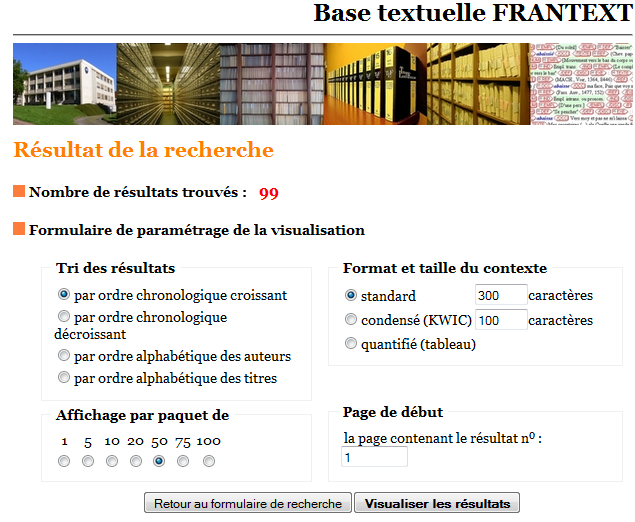 Base textuelle FRANTEXT
Résultat de la recherche
Nombre de résultats trouvés : 99
Formulaire de paramétrage de la visualisation
Tri des résultats
par ordre chronologique croissant
par ordre chronologique
décroissant
par ordre alphabétique des auteurs
par ordre alphabétique des titres
Format et taille du contexte
standard 300 caractères
condensé (KWIC) 100 caractères
quantifié (tableau)
Affichage par paquet de
1 5 10 20 50 75 100
Page de début
la page contenant le résultat nº :
1
Retour au formulaire de recherche Visualiser les résultats